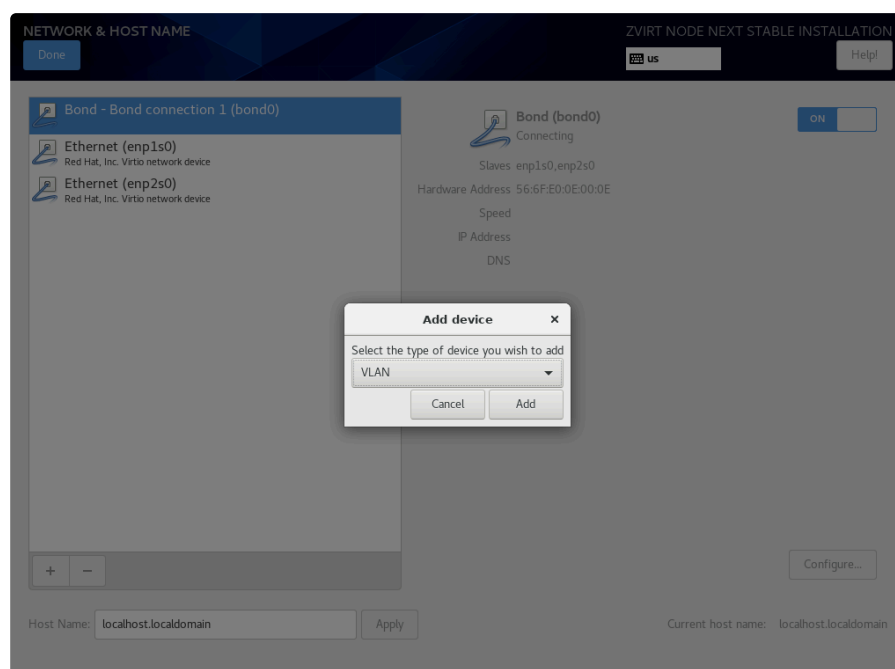 NETWORK & HOST NAME
ZVIRT NODE NEXT STABLE INSTALLATION
Done
us
Help!
Bond - Bond connection 1 (bond0)
Ethernet (enp1s0)
Red Hat, Inc. Virtio network device
Ethernet (enp2s0)
Red Hat, Inc. Virtio network device
Bond (bond0)
Connecting
ON
Slaves enp1s0,enp2s0
Hardware Address 56:6F:E0:0E:00:0E
Speed
IP Address
DNS
Add device
Select the type of device you wish to add
VLAN
Cancel
Add
Configure...
Host Name: localhost.localdomain
Apply
Current host name: localhost.localdomain